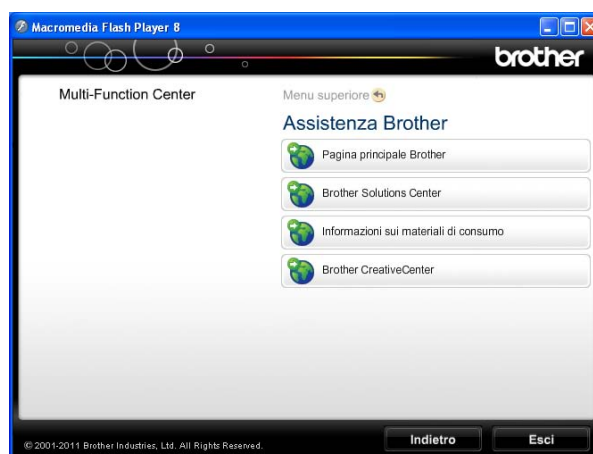 Macromedia Flash Player 8
brother
Multi-Function Center
Menu superiore
Assistenza Brother
Pagina principale Brother
Brother Solutions Center
Informazioni sui materiali di consumo
Brother CreativeCenter
Indietro
Esci
© 2001-2011 Brother Industries, Ltd. All Rights Reserved.